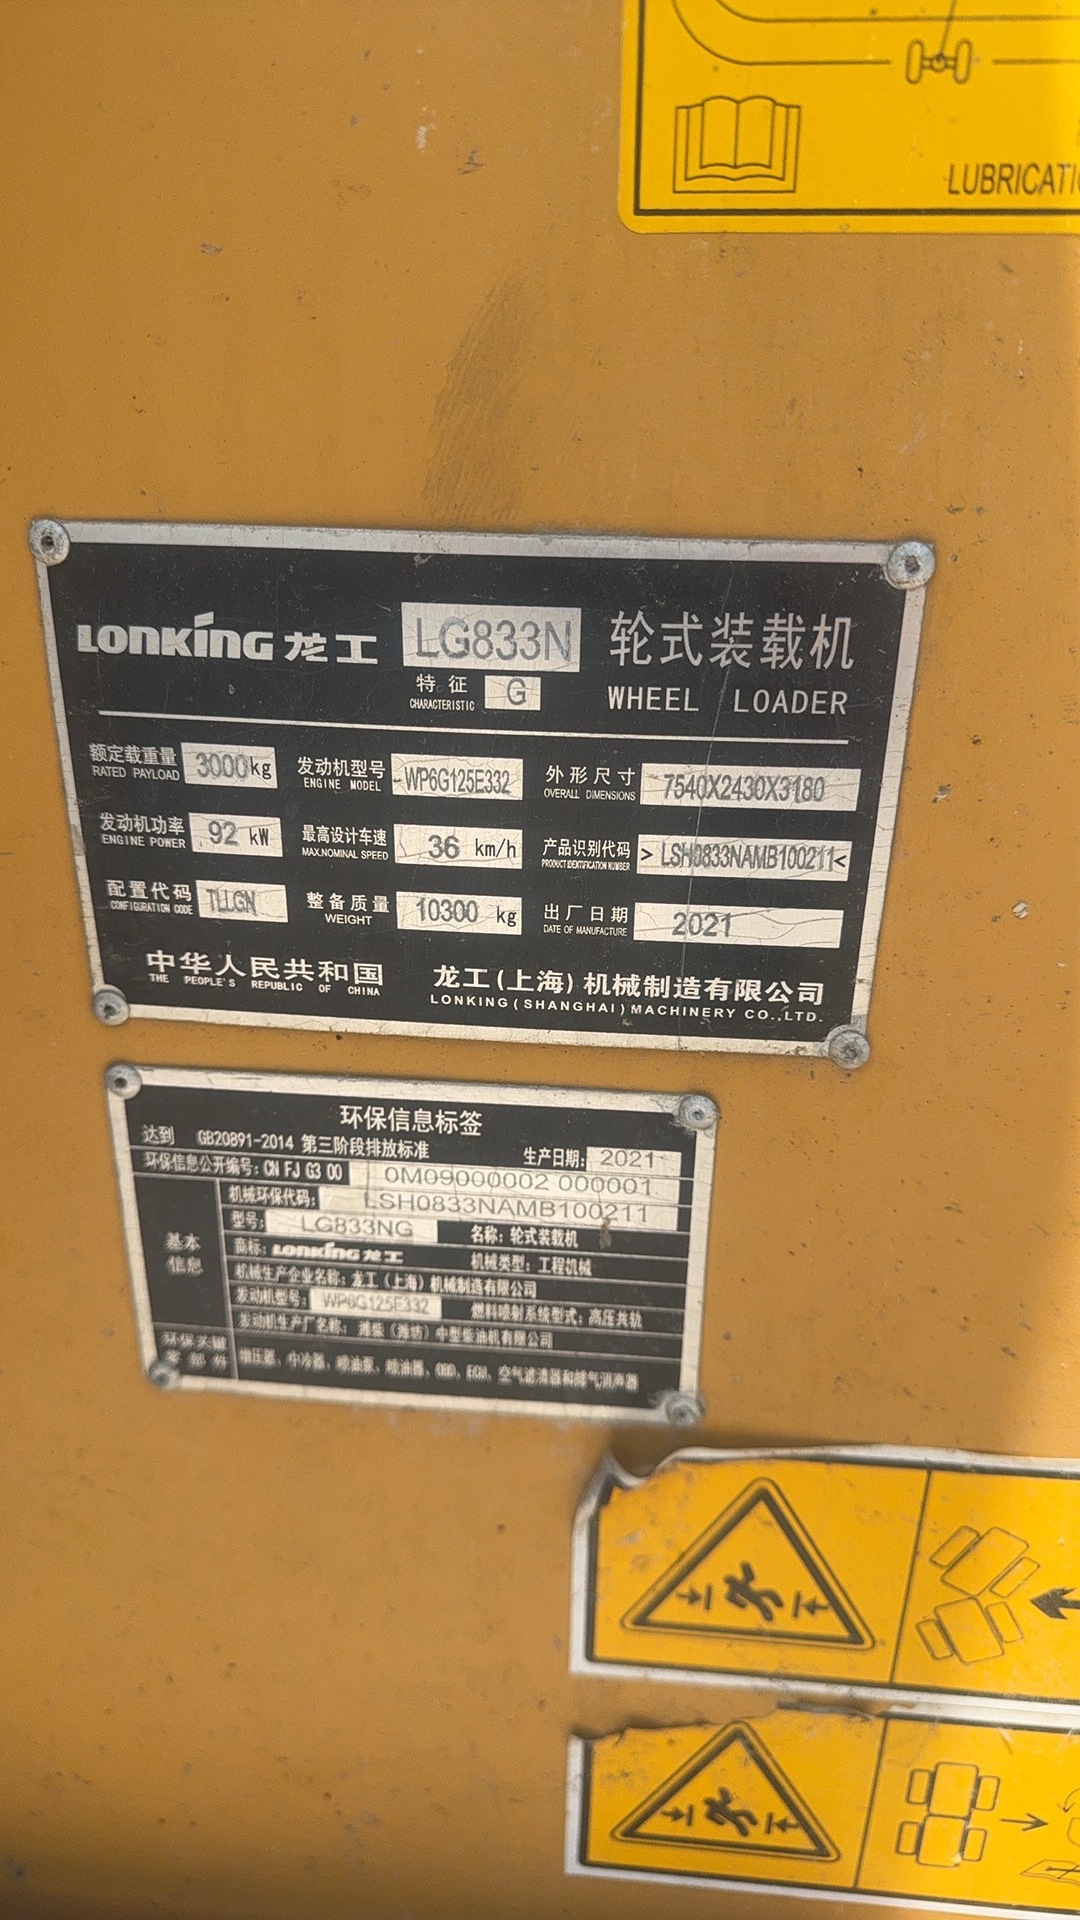 LUBRICATI
LONKING 龙工 LG833N 轮式装载机
特征 G WHEEL LOADER
CHARACTERISTIC
额定载重量 3000kg 发动机型号 WP6G125E332 外形尺寸 7540X2430X3180
RATED PAYLOAD ENGINE MODEL OVERALL DIMENSIONS
发动机功率 92 kW 最高设计车速 36 km/h 产品识别代码 >LSH0833NAMB100211<
ENGINE POWER MAX.NOMINAL SPEED PRODUCT IDENTIFICATION NUMBER
配置代码 TLLGN 整备质量 10300 kg 出厂日期 2021
CONFIGURATION CODE WEIGHT DATE OF MANUFACTURE
中华人民共和国 龙工(上海)机械制造有限公司
THE PEOPLE'S REPUBLIC OF CHINA LONKING(SHANGHAI)MACHINERY CO.,LTD.
环保信息标签
达到 GB20891-2014 第三阶段排放标准 生产日期: 2021
环保信息公开编号: CN FJ G3 00 0M09000002 000001
机械环保代码: LSH0833NAMB100211
型号: LG833NG 名称: 轮式装载机
基本信息 商标: LONKING 龙工 机械类型: 工程机械
机械生产企业名称: 龙工(上海)机械制造有限公司
发动机型号: WP6G125E332 燃料喷射系统型式: 高压共轨
发动机生产厂名称: 潍柴(潍坊)中型柴油机有限公司
环保关键 增压器、中冷器、喷油泵、喷油器、OBD、ECU、空气滤清器和排气消声器